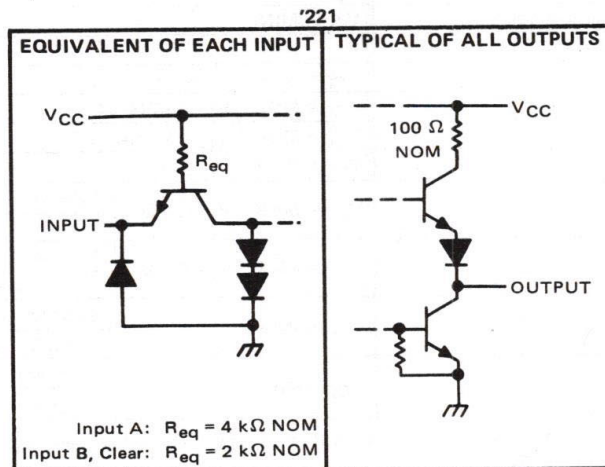 '221
EQUIVALENT OF EACH INPUT
VCC
Req
INPUT
Input A: Req = 4 kΩ NOM
Input B, Clear: Req = 2 kΩ NOM
TYPICAL OF ALL OUTPUTS
VCC
100 Ω
NOM
OUTPUT